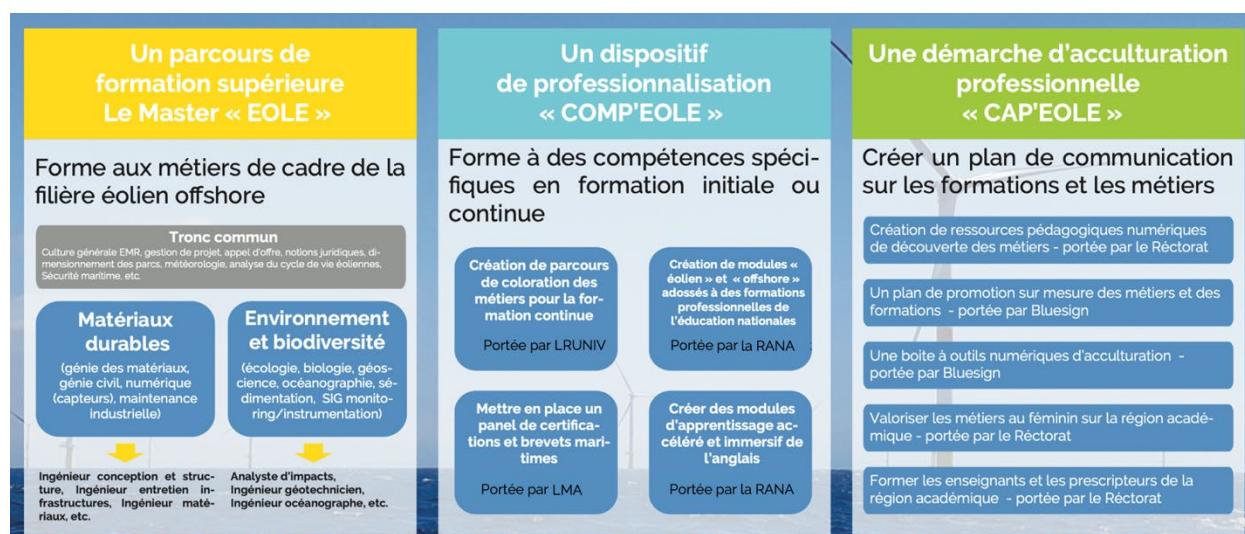 Un parcours de
formation supérieure
Le Master « EOLE »
Forme aux métiers de cadre de la
filière éolien offshore
Tronc commun
Culture générale EMR, gestion de projet, appel d'offre, notions juridiques, di-
mensionnement des parcs, météorologie, analyse du cycle de vie éoliennes,
Sécurité maritime, etc.
Matériaux
durables
(génie des matériaux,
génie civil, numérique
(capteurs), maintenance
industrielle)
Ingénieur conception et struc-
ture, Ingénieur entretien in-
frastructures, Ingénieur maté-
riaux, etc.
Environnement
et biodiversité
(écologie, biologie, géos-
cience, océanographie, sé-
dimentation, SIG monito-
ring/instrumentation)
Analyste d'impacts,
Ingénieur géotechnicien,
Ingénieur océanographe, etc.
Un dispositif
de professionnalisation
« COMP'EOLE »
Forme à des compétences spéci-
fiques en formation initiale ou
continue
Création de parcours
de coloration des
métiers pour la for-
mation continue
Portée par LRUNIV
Création de modules «
éolien » et « offshore »
adossés à des formations
professionnelles de
l'éducation nationales
Portée par la RANA
Mettre en place un
panel de certifica-
tions et brevets mari-
times
Portée par LMA
Créer des modules
d'apprentissage ac-
céléré et immersif de
l'anglais
Portée par la RANA
Une démarche d'acculturation
professionnelle
« CAP'EOLE »
Créer un plan de communication
sur les formations et les métiers
Création de ressources pédagogiques numériques
de découverte des métiers - portée par le Réctorat
Un plan de promotion sur mesure des métiers et des
formations - portée par Bluesign
Une boite à outils numériques d'acculturation -
portée par Bluesign
Valoriser les métiers au féminin sur la région acadé-
mique - portée par le Réctorat
Former les enseignants et les prescripteurs de la
région académique - portée par le Réctorat